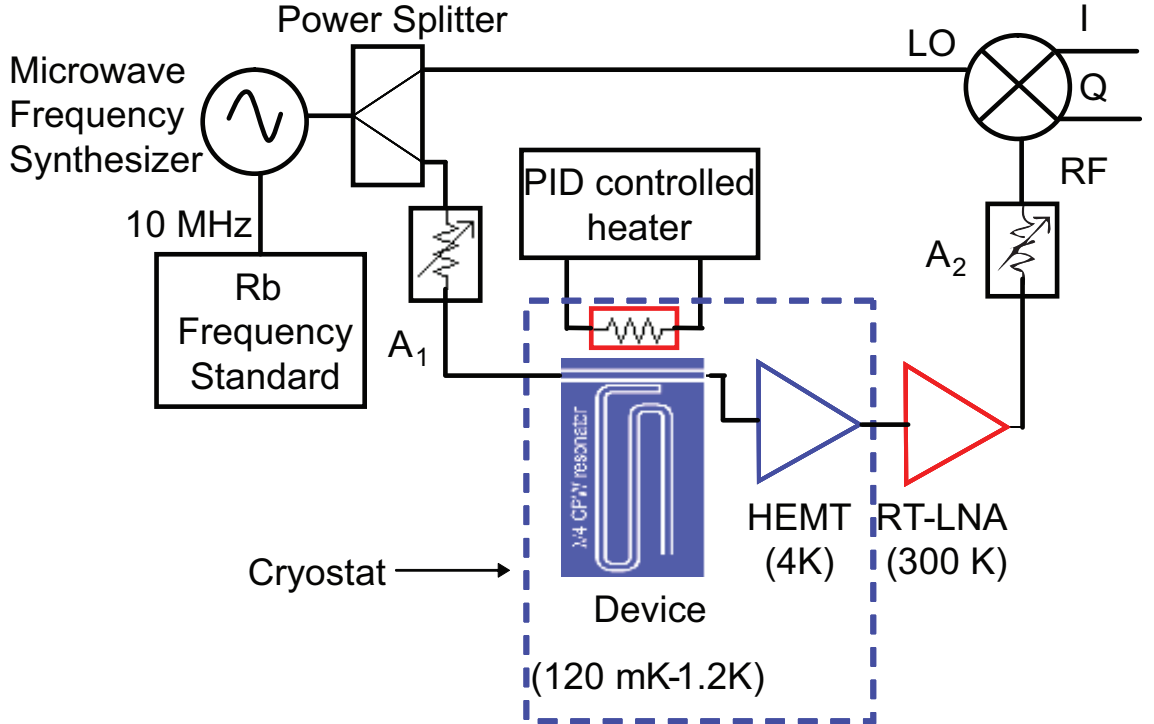 Power Splitter
I
LO
Microwave
Frequency
Synthesizer
Q
RF
PID controlled
heater
10 MHz
A2
Rb
Frequency
Standard
A1
λ/4 CPW resonator
HEMT
(4K)
RT-LNA
(300 K)
Cryostat
Device
(120 mK-1.2K)